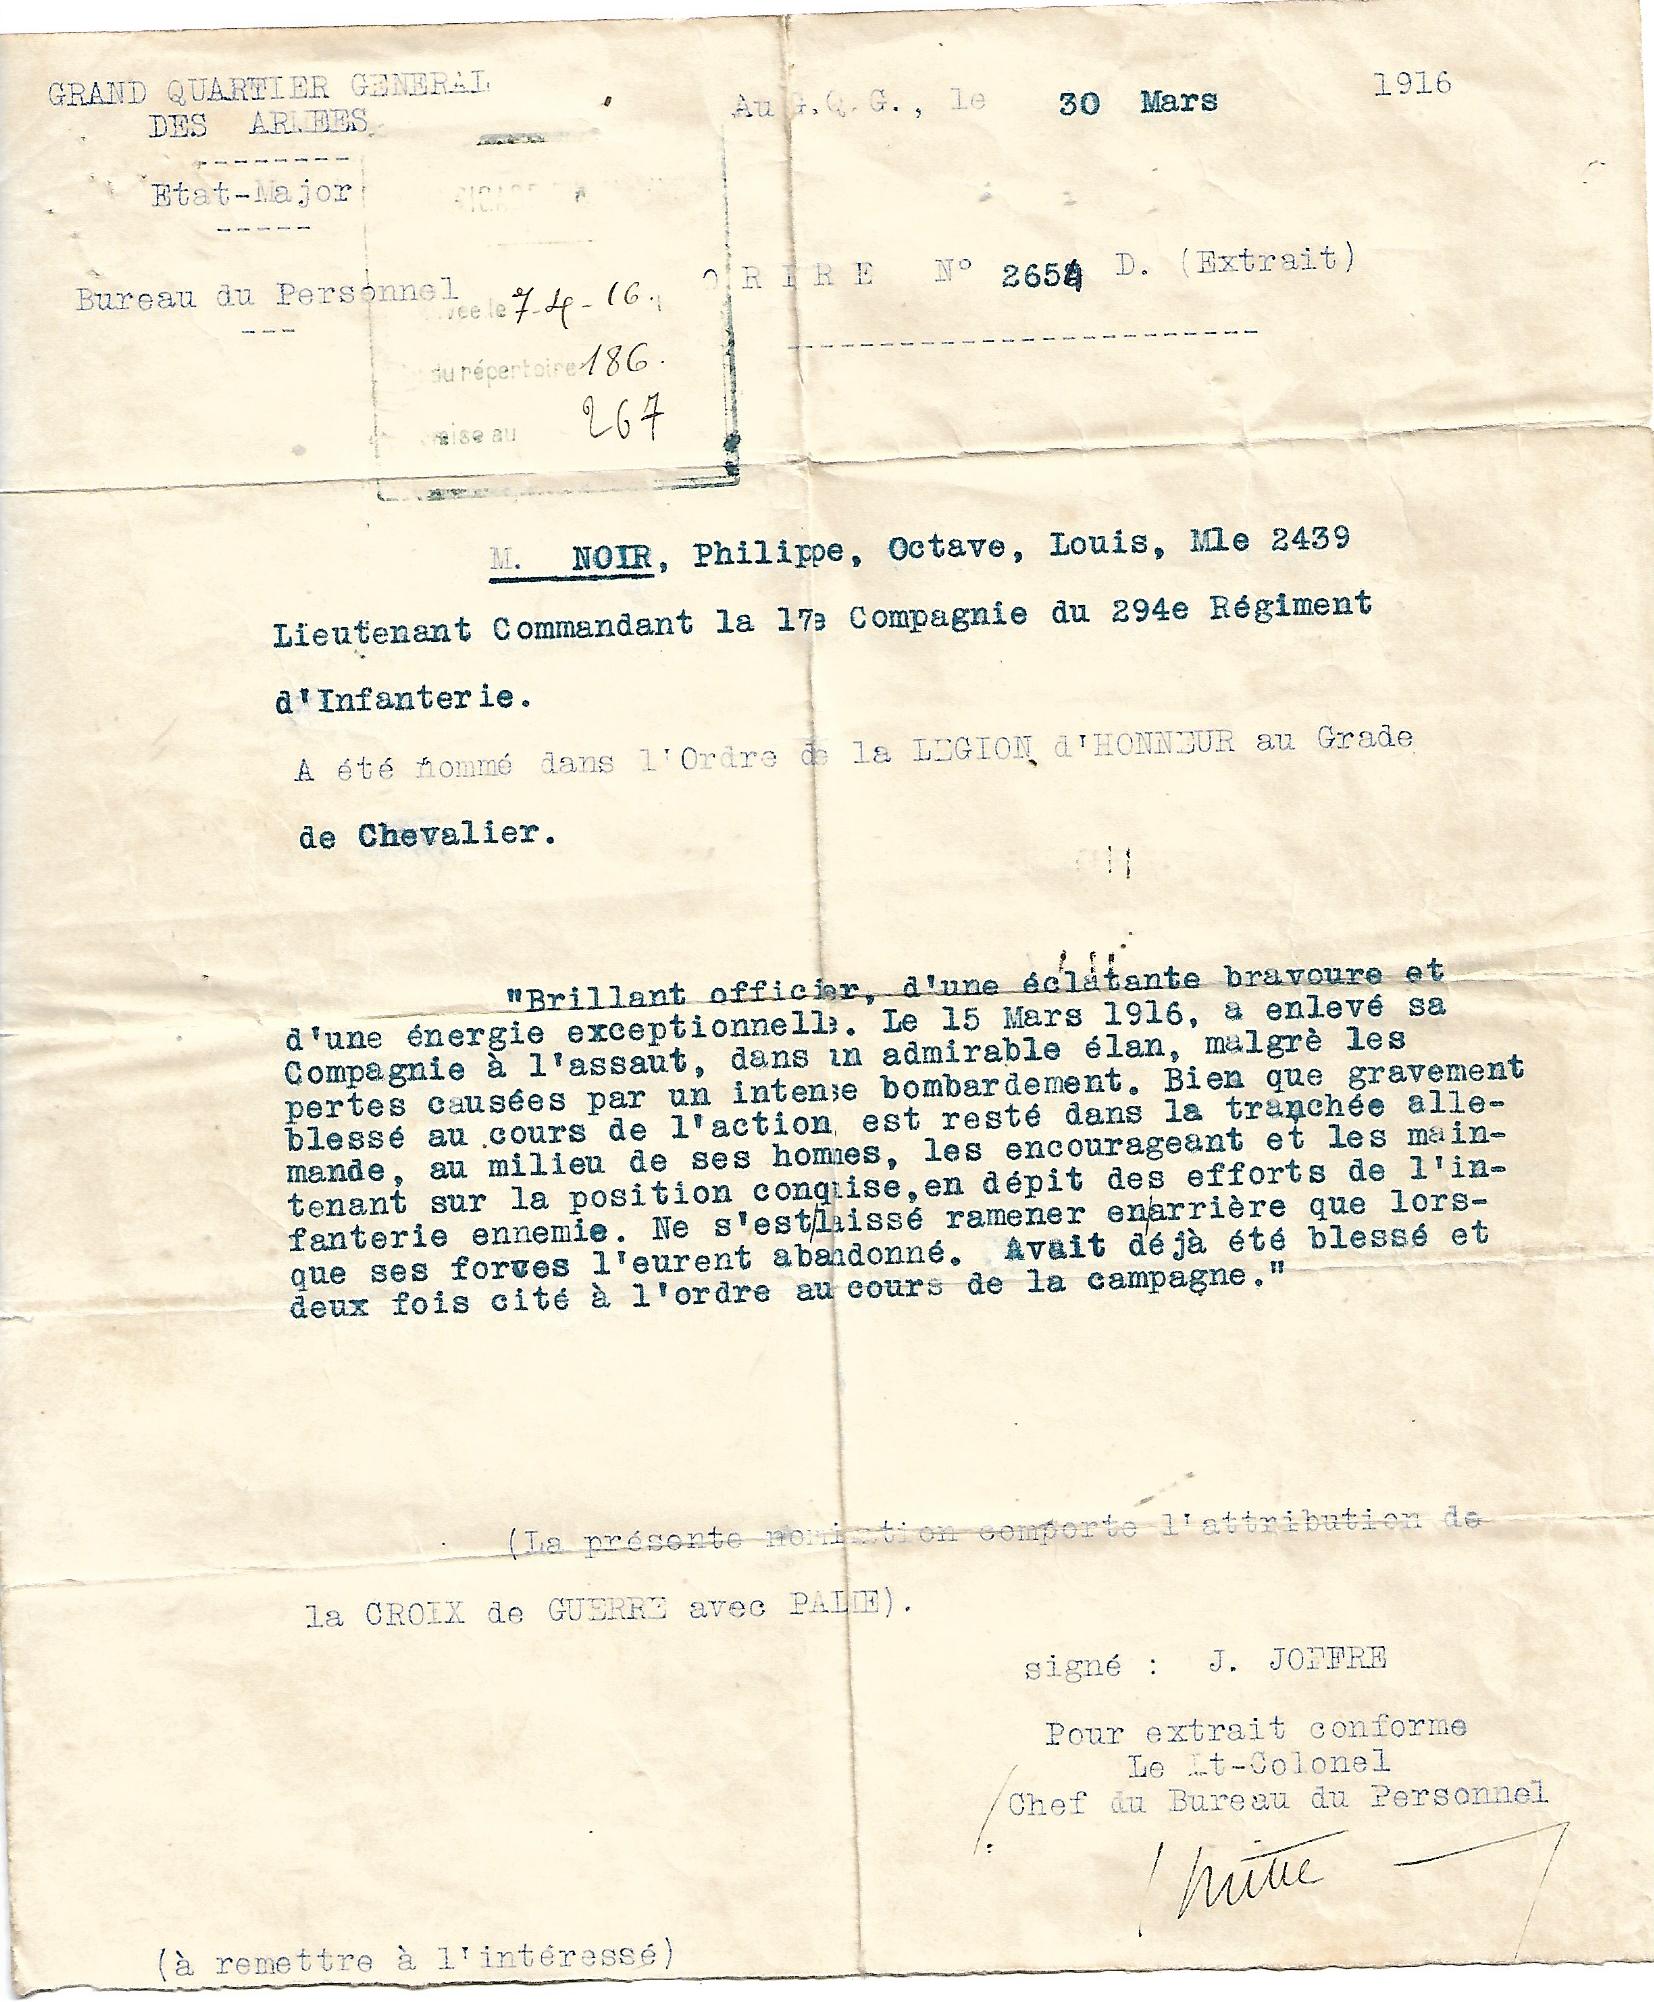 GRAND QUARTIER GENERAL
DES ARMEES
Au G.Q.G., le 30 Mars 1916
Etat-Major
Bureau du Personnel
ORDRE N° 2654 D. (Extrait)
7-4-16.
du répertoire 186.
mise au 267
M. NOIR, Philippe, Octave, Louis, Mle 2439
Lieutenant Commandant la 17e Compagnie du 294e Régiment
d'Infanterie.
A été nommé dans l'Ordre de la LEGION d'HONNEUR au Grade
de Chevalier.
"Brillant officier, d'une éclatante bravoure et
d'une énergie exceptionnelle. Le 15 Mars 1916, a enlevé sa
Compagnie à l'assaut, dans un admirable élan, malgrè les
pertes causées par un intense bombardement. Bien que gravement
blessé au cours de l'action est resté dans la tranchée alle-
mande, au milieu de ses hommes, les encourageant et les main-
tenant sur la position conquise,en dépit des efforts de l'in-
fanterie ennemie. Ne s'est/laissé ramener en/arrière que lors-
que ses forces l'eurent abandonné. Avait déjà été blessé et
deux fois cité à l'ordre au cours de la campagne."
(La présente nomination comporte l'attribution de
la CROIX de GUERRE avec PALME).
signé : J. JOFFRE
Pour extrait conforme
Le Lt-Colonel
Chef du Bureau du Personnel
(à remettre à l'intéressé)